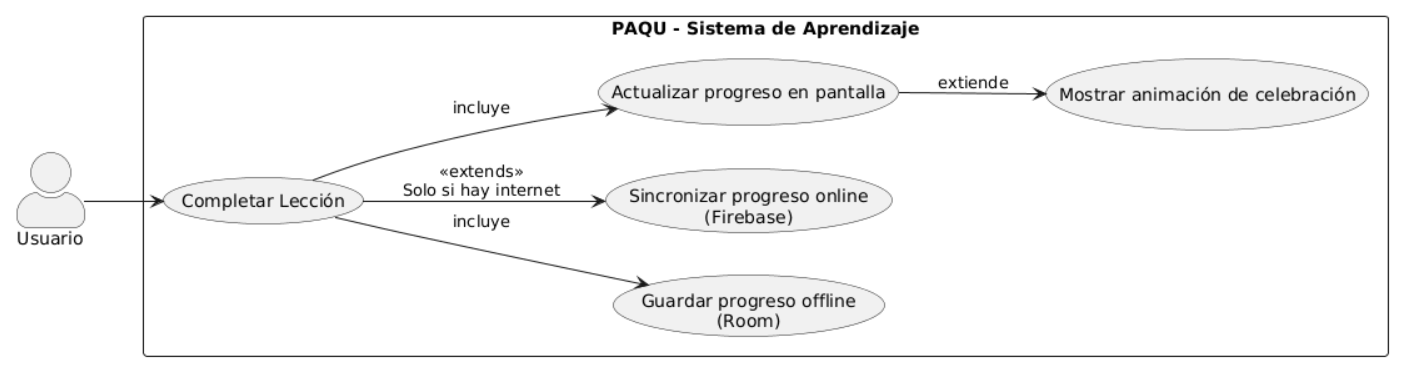 PAQU - Sistema de Aprendizaje
Actualizar progreso en pantalla
extiende
Mostrar animación de celebración
incluye
«extends»
Solo si hay internet
Completar Lección
Sincronizar progreso online
(Firebase)
incluye
Usuario
Guardar progreso offline
(Room)